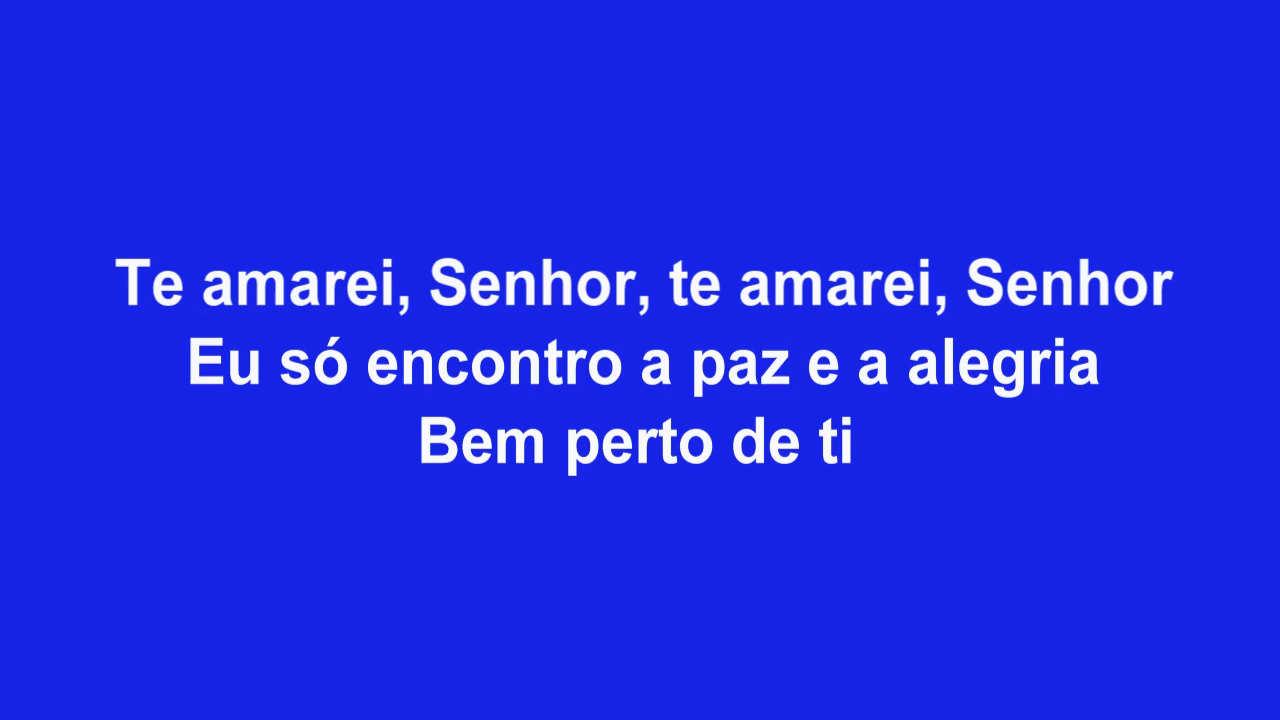 Te amarei, Senhor, te amarei, Senhor
Eu só encontro a paz e a alegria
Bem perto de ti